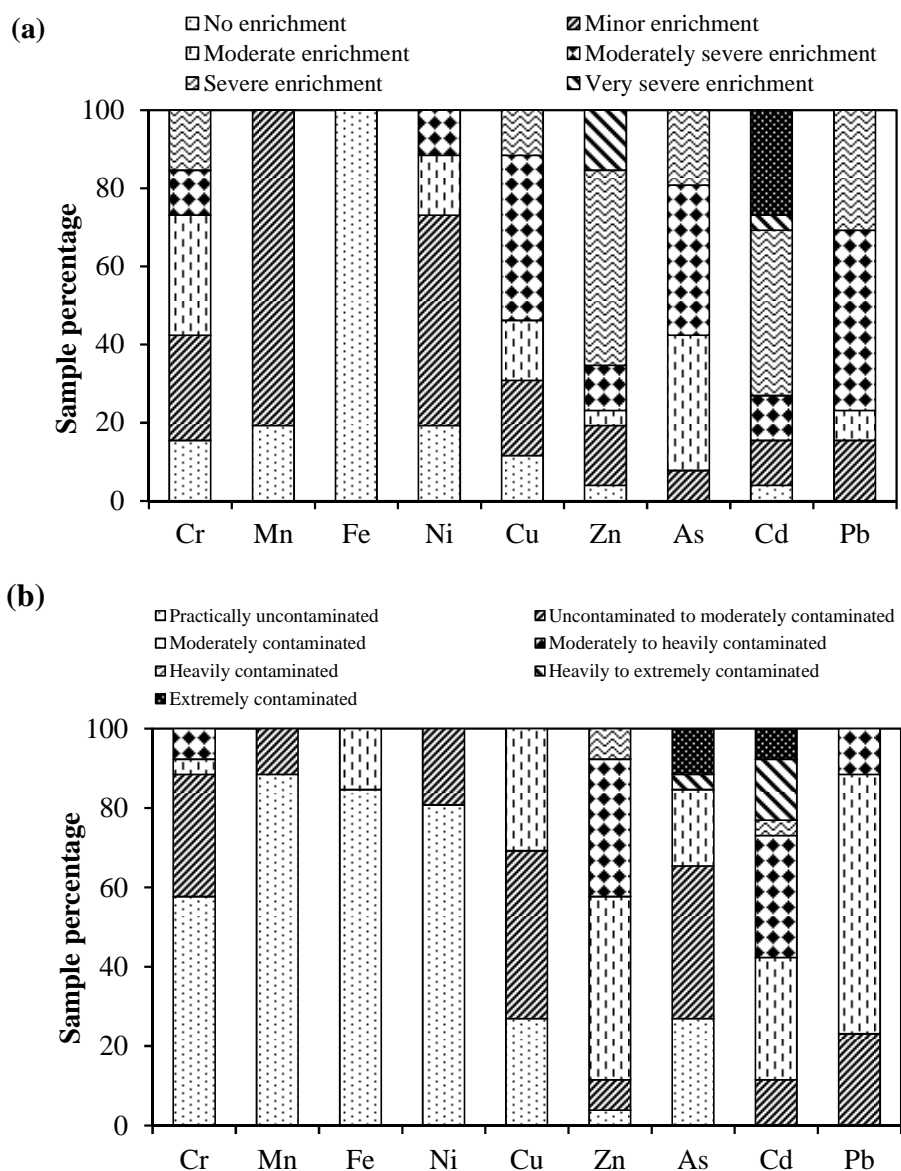 (a)
No enrichment Minor enrichment
Moderate enrichment Moderately severe enrichment
Severe enrichment Very severe enrichment
100
80
60
40
20
0
Sample percentage
Cr Mn Fe Ni Cu Zn As Cd Pb
(b)
Practically uncontaminated Uncontaminated to moderately contaminated
Moderately contaminated Moderately to heavily contaminated
Heavily contaminated Heavily to extremely contaminated
Extremely contaminated
100
80
60
40
20
0
Sample percentage
Cr Mn Fe Ni Cu Zn As Cd Pb